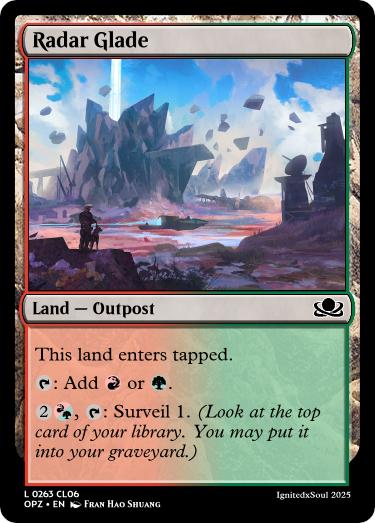 Radar Glade
Land — Outpost
This land enters tapped.
: Add or .
2 , : Surveil 1. (Look at the top
card of your library. You may put it
into your graveyard.)
L 0263 CL06
OPZ • EN Fran Hao Shuang
IgnitedxSoul 2025